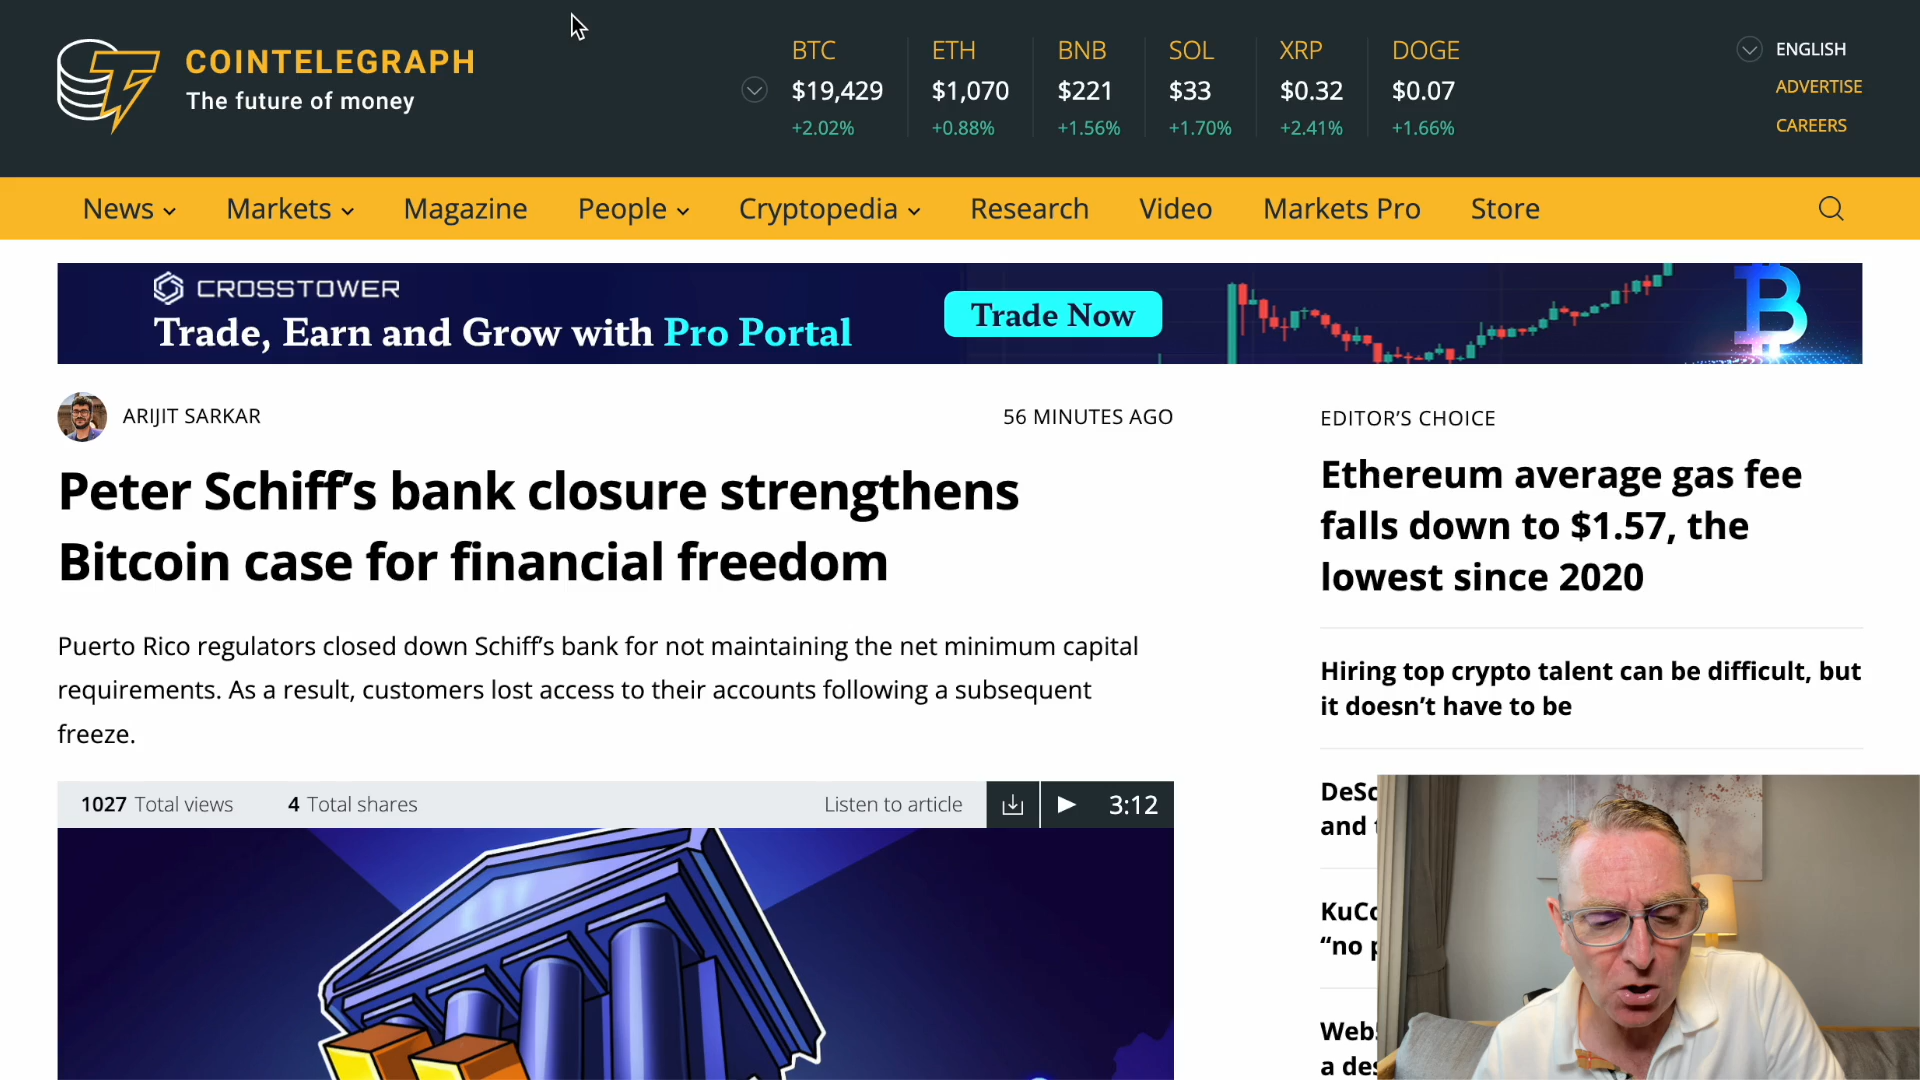 COINTELEGRAPH
The future of money
BTC ETH BNB SOL XRP DOGE
$19,429 $1,070 $221 $33 $0.32 $0.07
+2.02% +0.88% +1.56% +1.70% +2.41% +1.66%
ENGLISH
ADVERTISE
CAREERS
News Markets Magazine People Cryptopedia Research Video Markets Pro Store
CROSSTOWER
Trade, Earn and Grow with Pro Portal
Trade Now
ARIJIT SARKAR
56 MINUTES AGO
Peter Schiff's bank closure strengthens
Bitcoin case for financial freedom
Puerto Rico regulators closed down Schiff's bank for not maintaining the net minimum capital
requirements. As a result, customers lost access to their accounts following a subsequent
freeze.
1027 Total views 4 Total shares
Listen to article 3:12
EDITOR'S CHOICE
Ethereum average gas fee
falls down to $1.57, the
lowest since 2020
Hiring top crypto talent can be difficult, but
it doesn't have to be
and
“no
a